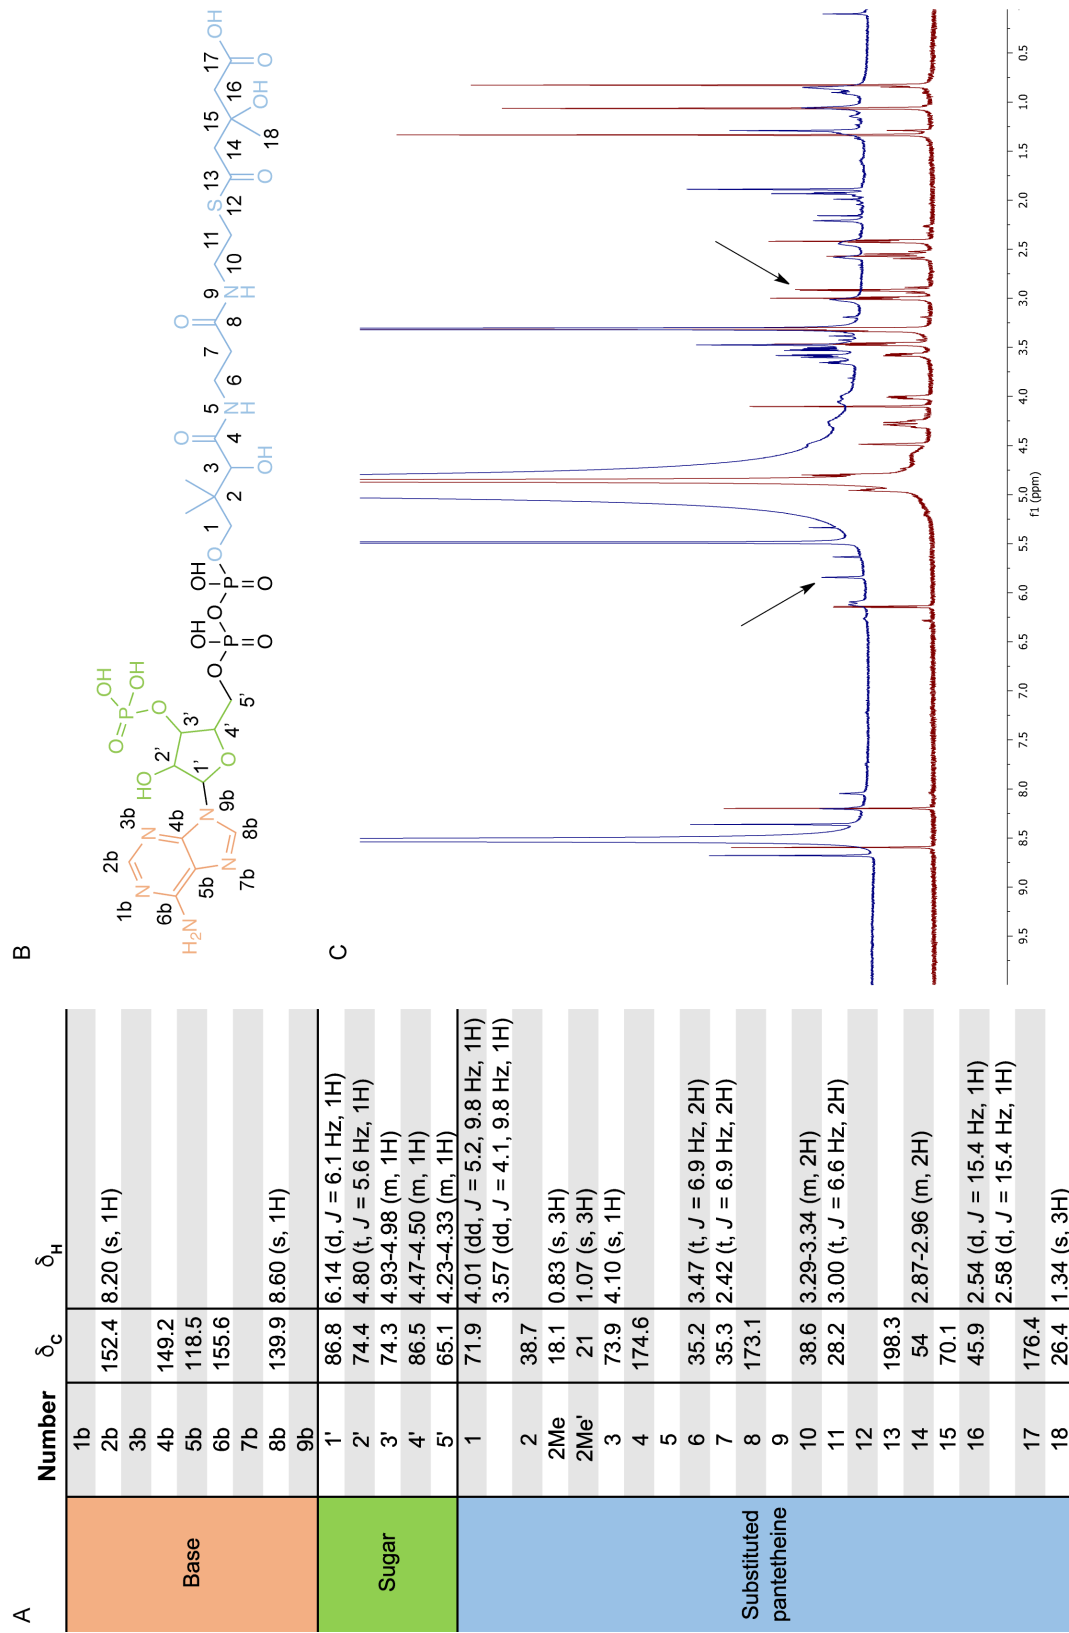 A
Number δC δH
Base
1b
2b 152.4 8.20 (s, 1H)
3b
4b 149.2
5b 118.5
6b 155.6
7b
8b 139.9 8.60 (s, 1H)
9b
Sugar
1' 86.8 6.14 (d, J = 6.1 Hz, 1H)
2' 74.4 4.80 (t, J = 5.6 Hz, 1H)
3' 74.3 4.93-4.98 (m, 1H)
4' 86.5 4.47-4.50 (m, 1H)
5' 65.1 4.23-4.33 (m, 1H)
Substituted
pantetheine
1 71.9 4.01 (dd, J = 5.2, 9.8 Hz, 1H)
3.57 (dd, J = 4.1, 9.8 Hz, 1H)
2 38.7
2Me 18.1 0.83 (s, 3H)
2Me' 21 1.07 (s, 3H)
3 73.9 4.10 (s, 1H)
4 174.6
5
6 35.2 3.47 (t, J = 6.9 Hz, 2H)
7 35.3 2.42 (t, J = 6.9 Hz, 2H)
8 173.1
9
10 38.6 3.29-3.34 (m, 2H)
11 28.2 3.00 (t, J = 6.6 Hz, 2H)
12
13 198.3
14 54 2.87-2.96 (m, 2H)
15 70.1
16 45.9 2.54 (d, J = 15.4 Hz, 1H)
2.58 (d, J = 15.4 Hz, 1H)
17 176.4
18 26.4 1.34 (s, 3H)
B
H2N
N
N
N
N
1b
2b
3b
4b
5b
6b
7b
8b
9b
HO
O
O
O
P
OH
OH
1'
2'
3'
4'
5'
O
P
OH
O
O
P
OH
O
O
1
2
3
4
5
6
7
8
9
10
11
12
13
14
15
16
17
18
O
OH
N
H
O
N
H
S
O
OH
O
OH
C
9.5 9.0 8.5 8.0 7.5 7.0 6.5 6.0 5.5 5.0 4.5 4.0 3.5 3.0 2.5 2.0 1.5 1.0 0.5
f1 (ppm)